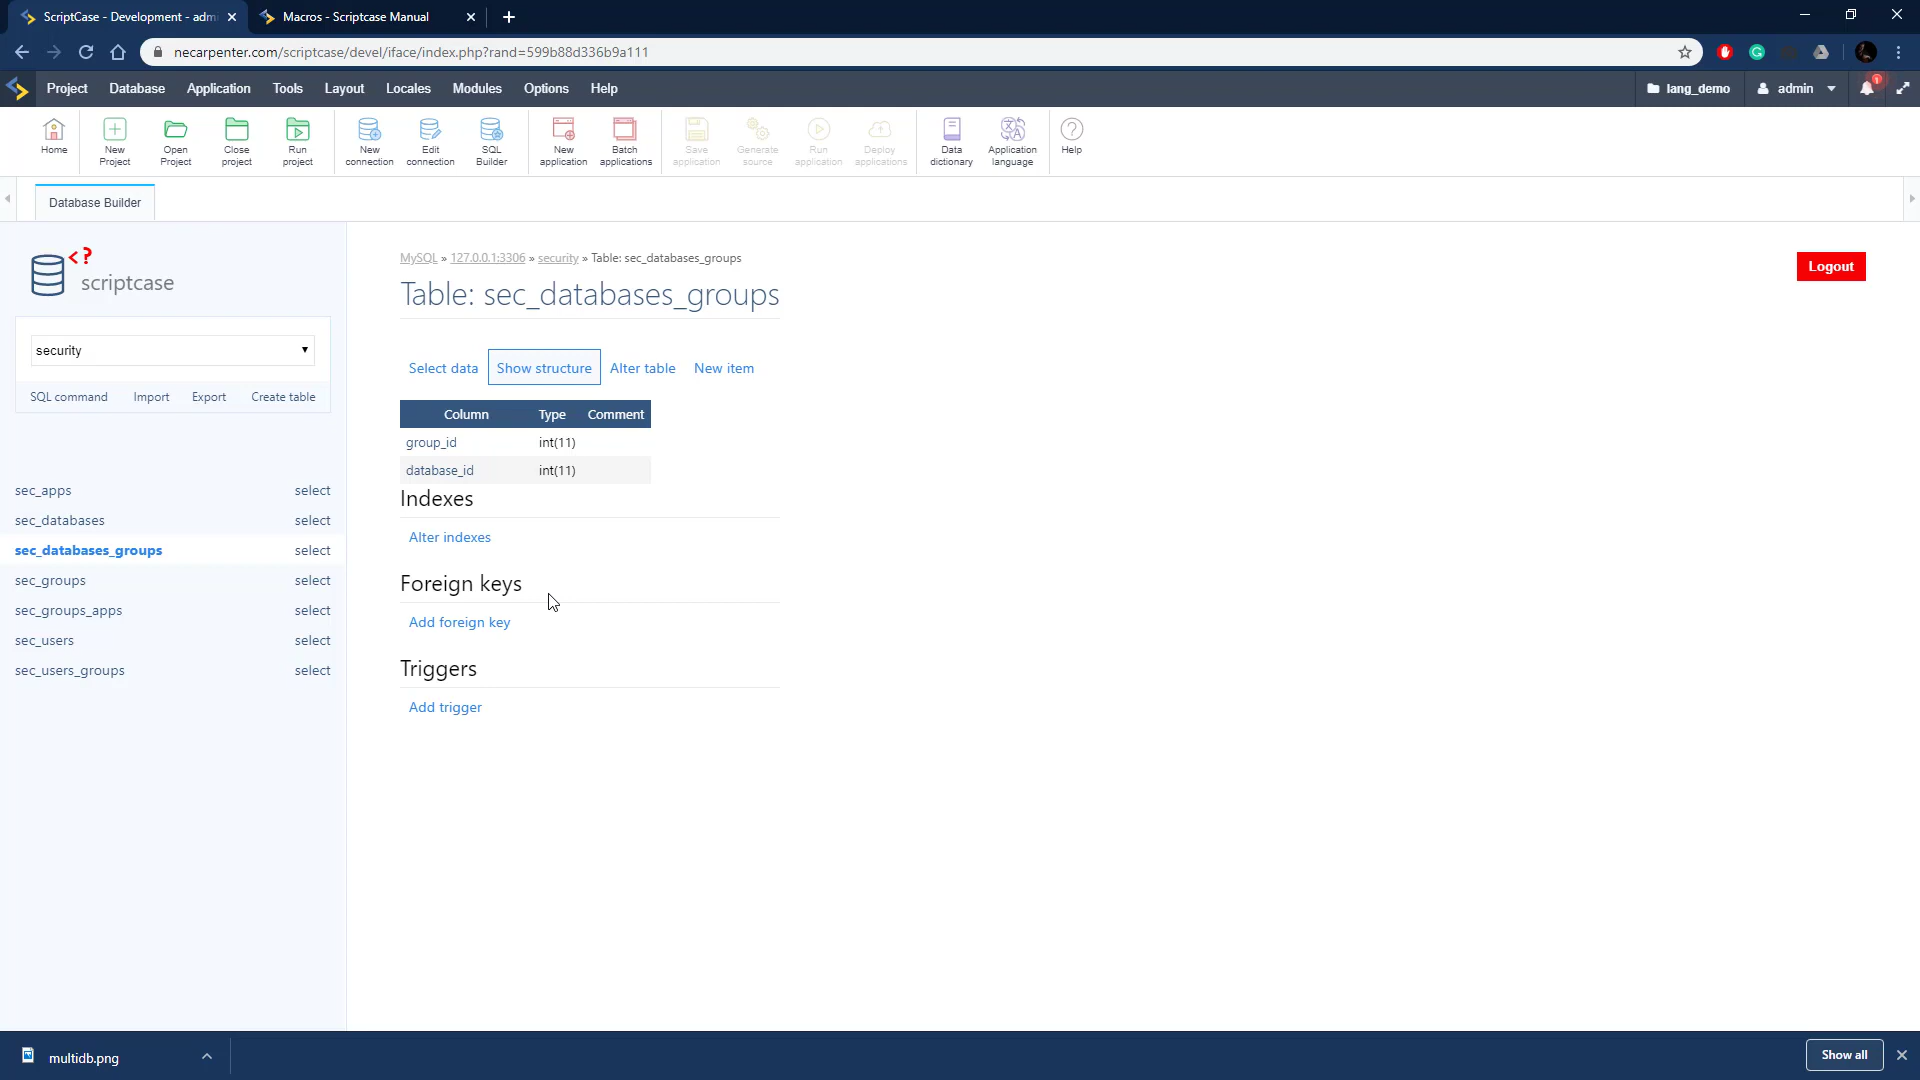 ScriptCase - Development - adm
Macros - Scriptcase Manual
necarpenter.com/scriptcase/devel/iface/index.php?rand=599b88d336b9a111
Project Database Application Tools Layout Locales Modules Options Help
lang_demo
admin
1
Home
New Project
Open Project
Close project
Run project
New connection
Edit connection
SQL Builder
New application
Batch applications
Save application
Generate source
Run application
Deploy applications
Data dictionary
Application language
Help
Database Builder
<?
scriptcase
security
SQL command Import Export Create table
sec_apps select
sec_databases select
sec_databases_groups select
sec_groups select
sec_groups_apps select
sec_users select
sec_users_groups select
MySQL » 127.0.0.1:3306 » security » Table: sec_databases_groups
Logout
Table: sec_databases_groups
Select data Show structure Alter table New item
Column Type Comment
group_id int(11)
database_id int(11)
Indexes
Alter indexes
Foreign keys
Add foreign key
Triggers
Add trigger
multidb.png
Show all